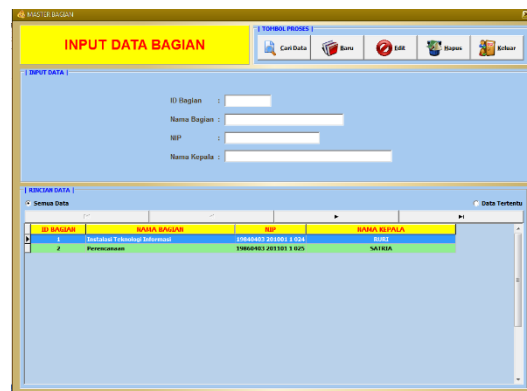 MASTER BAGIAN
INPUT DATA BAGIAN
[ TOMBOL PROSES ]
Cari Data
Baru
Edit
Hapus
Keluar
[ INPUT DATA ]
ID Bagian :
Nama Bagian :
NIP :
Nama Kepala :
[ RINCIAN DATA ]
Semua Data
Data Tertentu
ID BAGIAN NAMA BAGIAN NIP NAMA KEPALA
1 Instalasi Teknologi Informasi 19840403 201001 1 024 RUKI
2 Perencanaan 19860403 201101 1 025 SATRIA